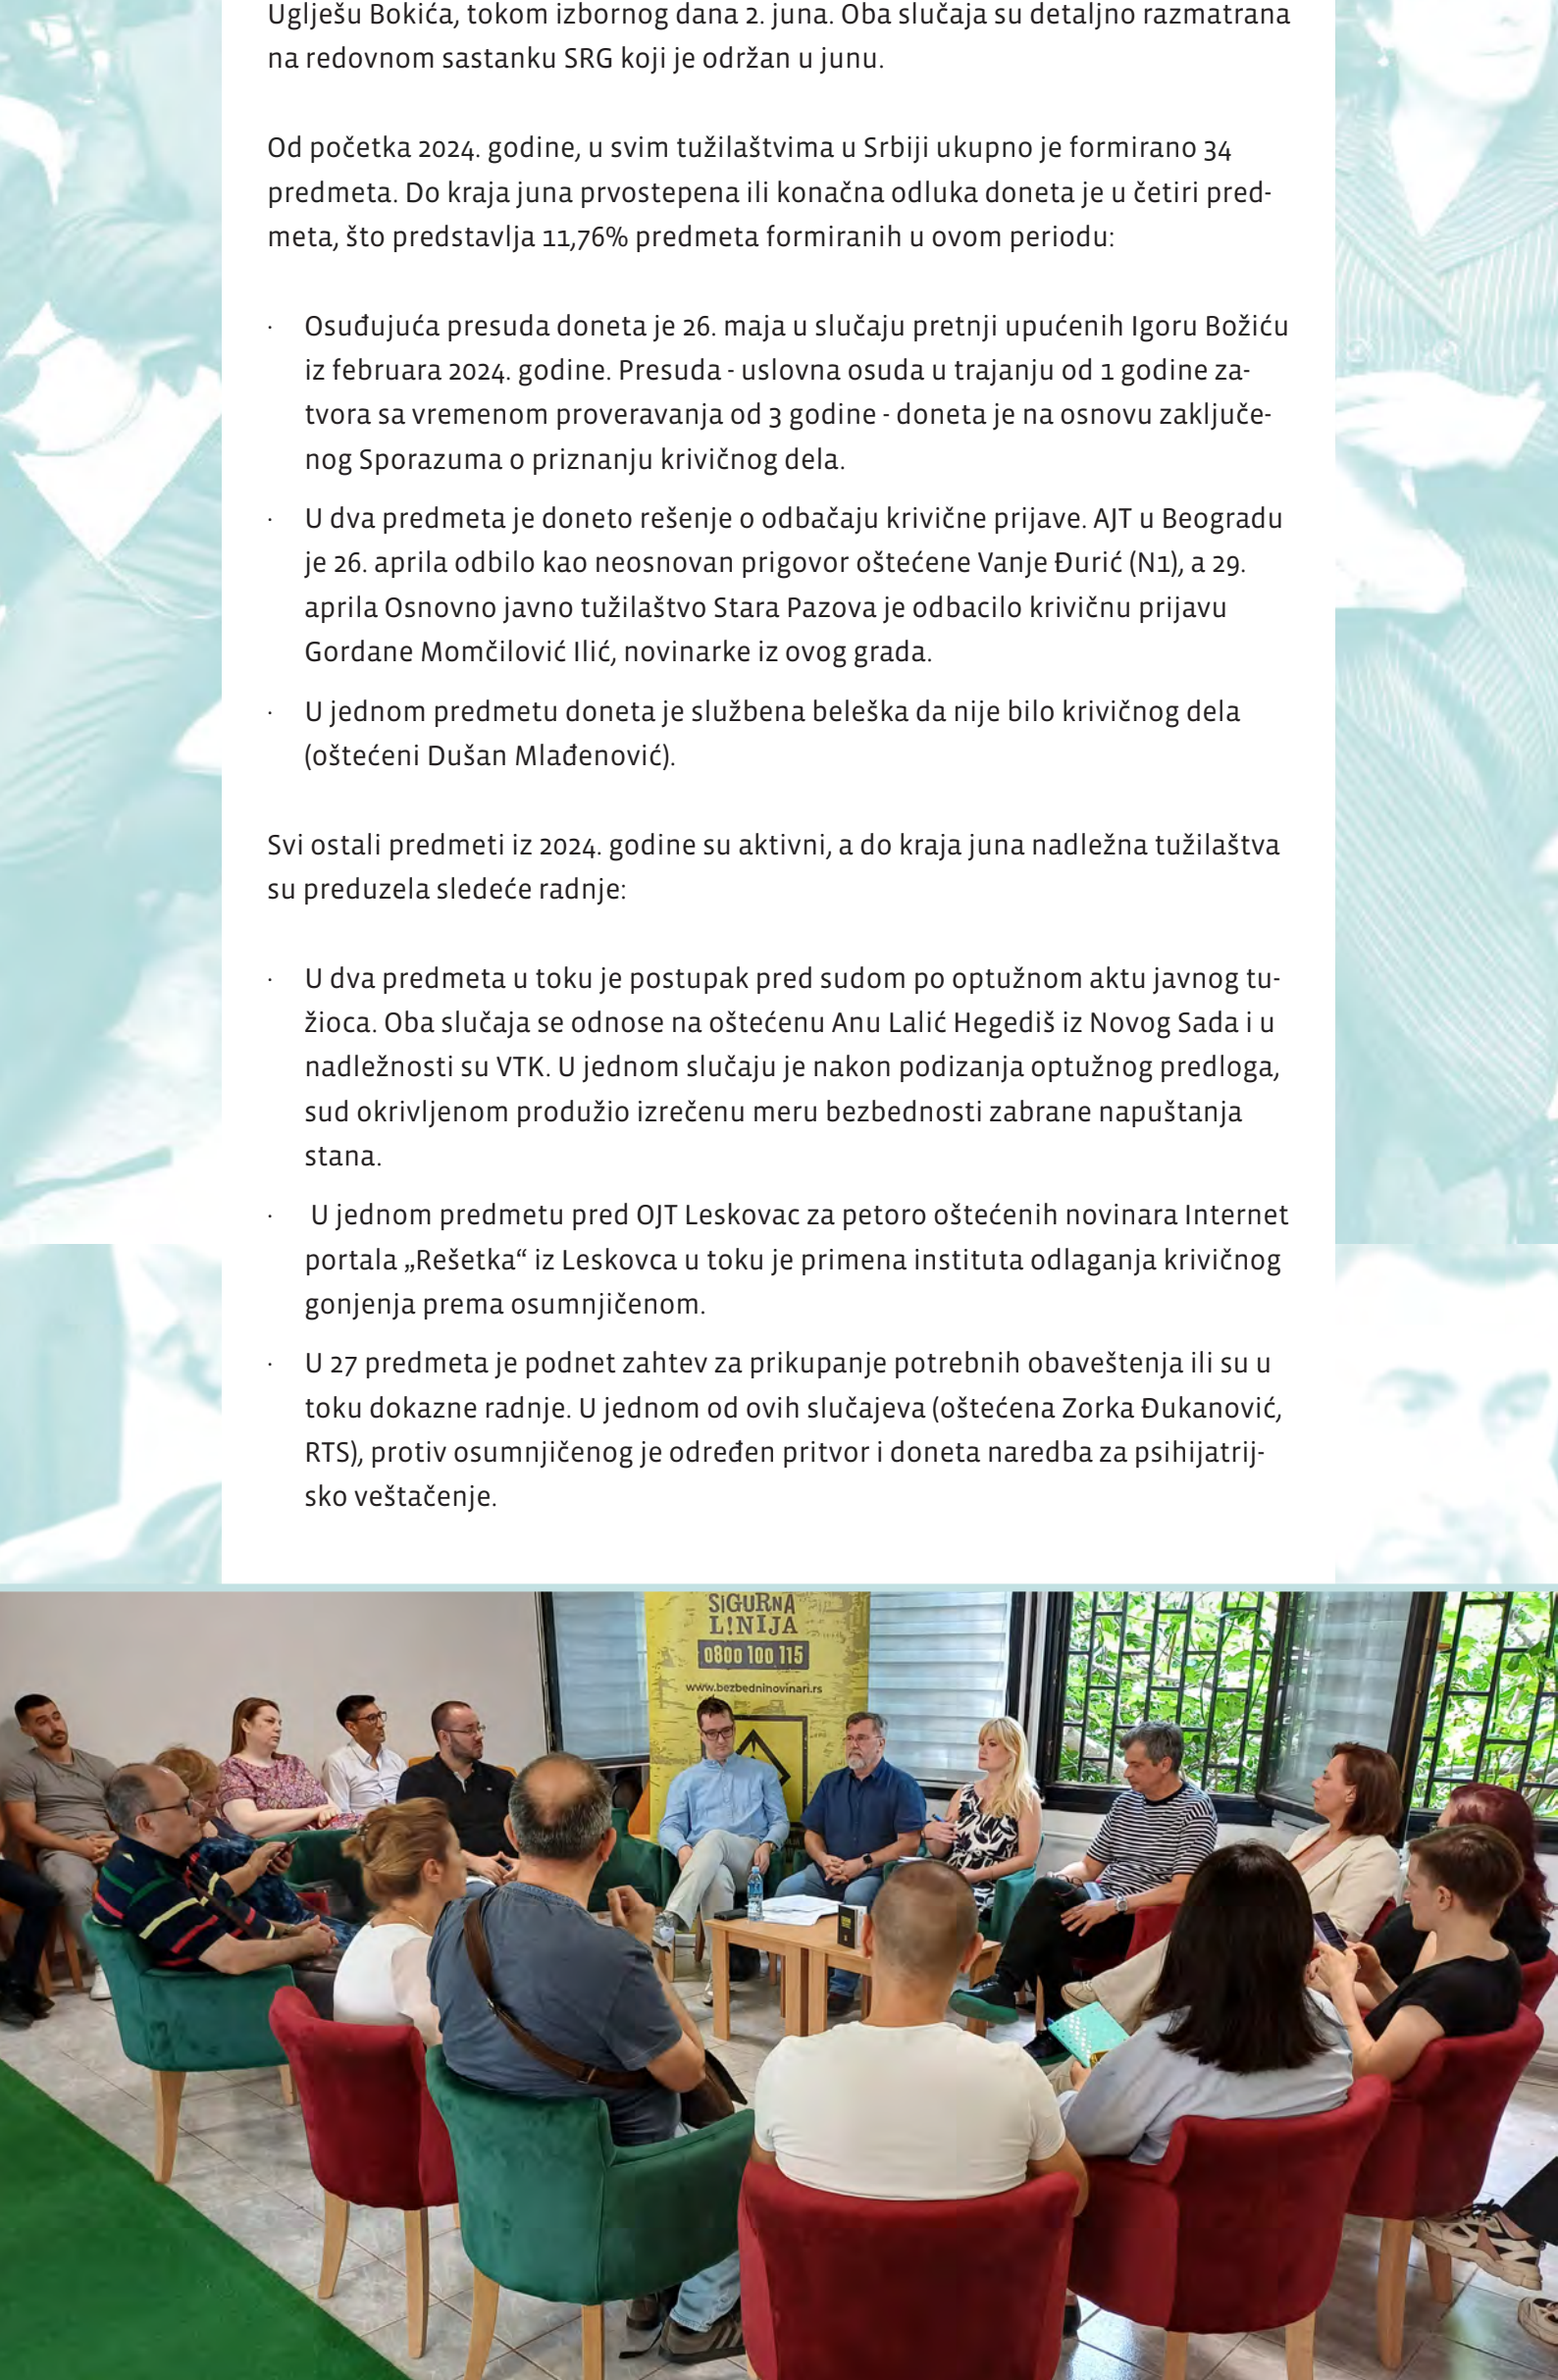 Uglješu Bokića, tokom izbornog dana 2. juna. Oba slučaja su detaljno razmatrana
na redovnom sastanku SRG koji je održan u junu.
Od početka 2024. godine, u svim tužilaštvima u Srbiji ukupno je formirano 34
predmeta. Do kraja juna prvostepena ili konačna odluka doneta je u četiri pred-
meta, što predstavlja 11,76% predmeta formiranih u ovom periodu:
· Osuđujuća presuda doneta je 26. maja u slučaju pretnji upućenih Igoru Božiću
iz februara 2024. godine. Presuda - uslovna osuda u trajanju od 1 godine za-
tvora sa vremenom proveravanja od 3 godine - doneta je na osnovu zaključe-
nog Sporazuma o priznanju krivičnog dela.
· U dva predmeta je doneto rešenje o odbačaju krivične prijave. AJT u Beogradu
je 26. aprila odbilo kao neosnovan prigovor oštećene Vanje Đurić (N1), a 29.
aprila Osnovno javno tužilaštvo Stara Pazova je odbacilo krivičnu prijavu
Gordane Momčilović Ilić, novinarke iz ovog grada.
· U jednom predmetu doneta je službena beleška da nije bilo krivičnog dela
(oštećeni Dušan Mlađenović).
Svi ostali predmeti iz 2024. godine su aktivni, a do kraja juna nadležna tužilaštva
su preduzela sledeće radnje:
· U dva predmeta u toku je postupak pred sudom po optužnom aktu javnog tu-
žioca. Oba slučaja se odnose na oštećenu Anu Lalić Hegediš iz Novog Sada i u
nadležnosti su VTK. U jednom slučaju je nakon podizanja optužnog predloga,
sud okrivljenom produžio izrečenu meru bezbednosti zabrane napuštanja
stana.
· U jednom predmetu pred OJT Leskovac za petoro oštećenih novinara Internet
portala „Rešetka“ iz Leskovca u toku je primena instituta odlaganja krivičnog
gonjenja prema osumnjičenom.
· U 27 predmeta je podnet zahtev za prikupanje potrebnih obaveštenja ili su u
toku dokazne radnje. U jednom od ovih slučajeva (oštećena Zorka Đukanović,
RTS), protiv osumnjičenog je određen pritvor i doneta naredba za psihijatrij-
sko veštačenje.
SIGURNA
L!NIJA
0800 100 115
www.bezbedninovinari.rs